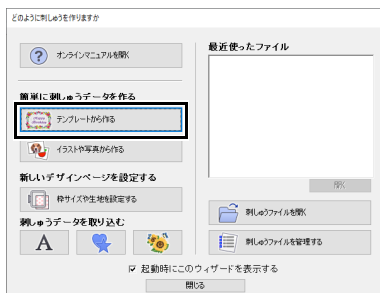 どのように刺しゅうを作りますか
オンラインマニュアルを開く
簡単に刺しゅうデータを作る
テンプレートから作る
イラストや写真から作る
新しいデザインページを設定する
枠サイズや生地を設定する
刺しゅうデータを取り込む
A
最近使ったファイル
開く
刺しゅうファイルを開く
刺しゅうファイルを管理する
起動時にこのウィザードを表示する
閉じる